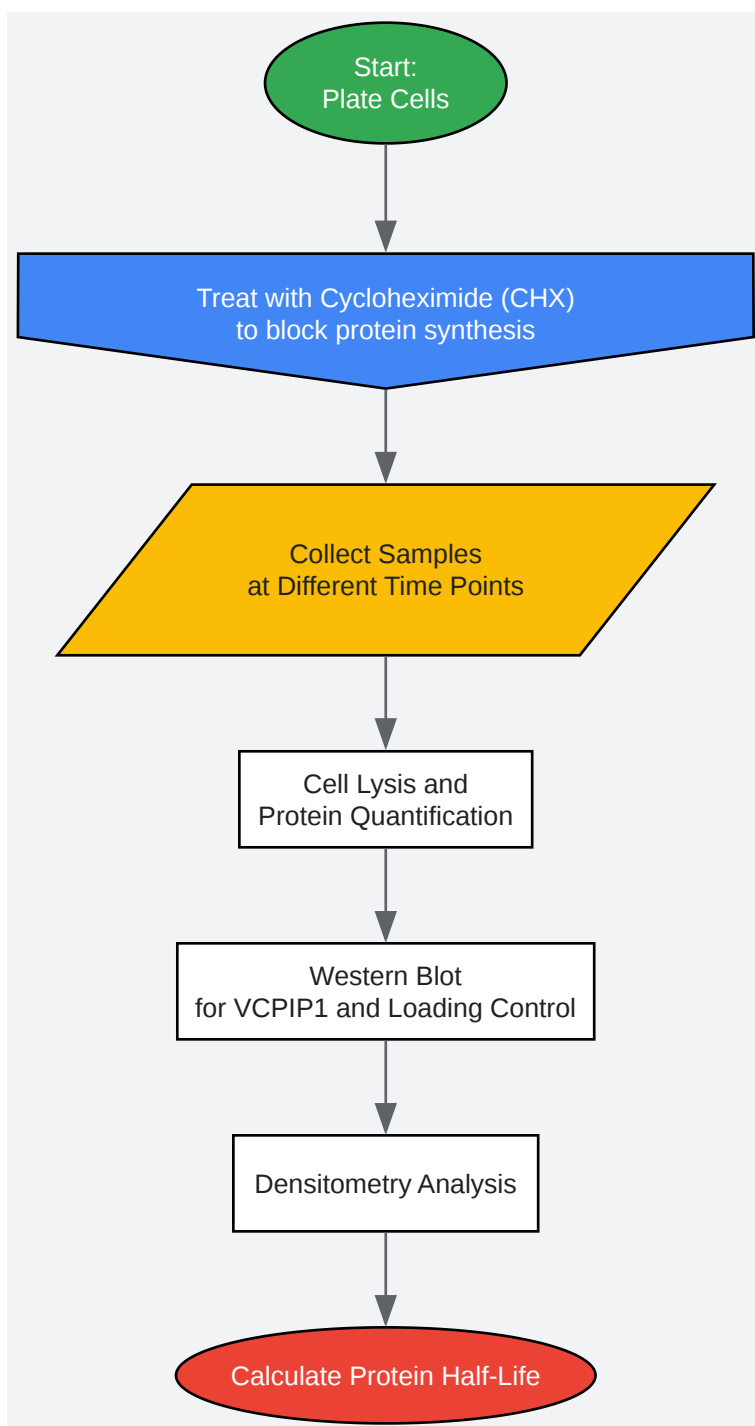 Start:
Plate Cells
Treat with Cycloheximide (CHX)
to block protein synthesis
Collect Samples
at Different Time Points
Cell Lysis and
Protein Quantification
Western Blot
for VCPIP1 and Loading Control
Densitometry Analysis
Calculate Protein Half-Life